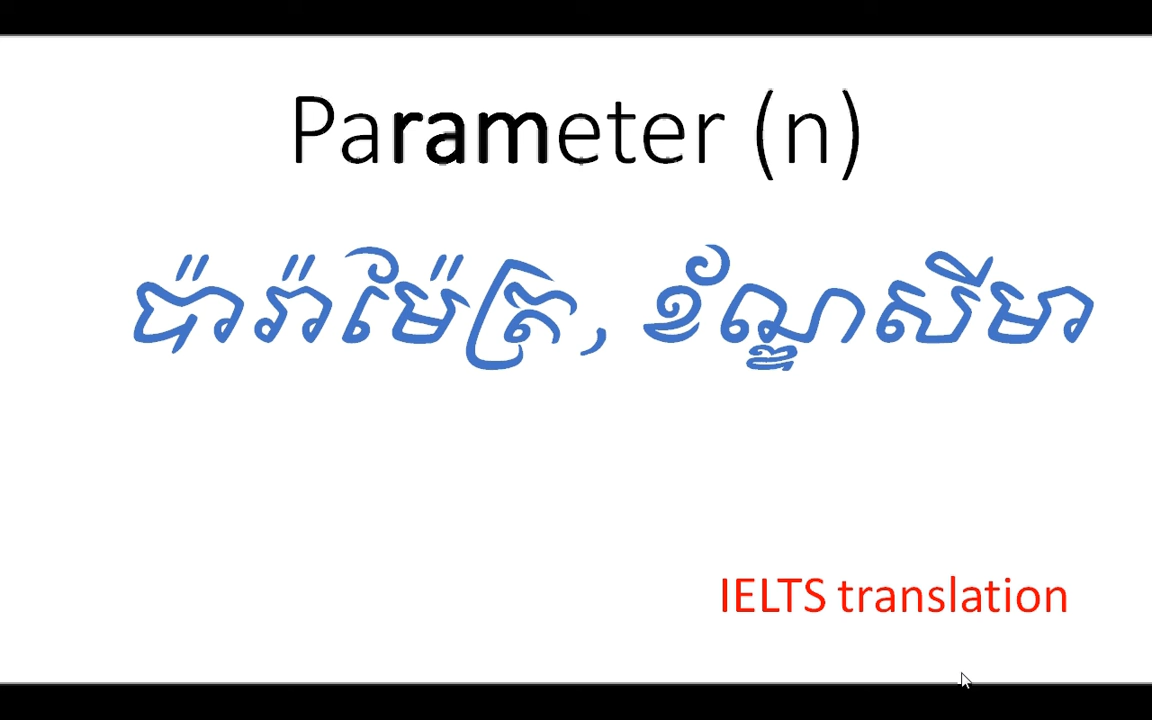 Parameter (n)
ប៉ារ៉ាម៉ែត្រ, ខ័ណ្ឌសីមា
IELTS translation